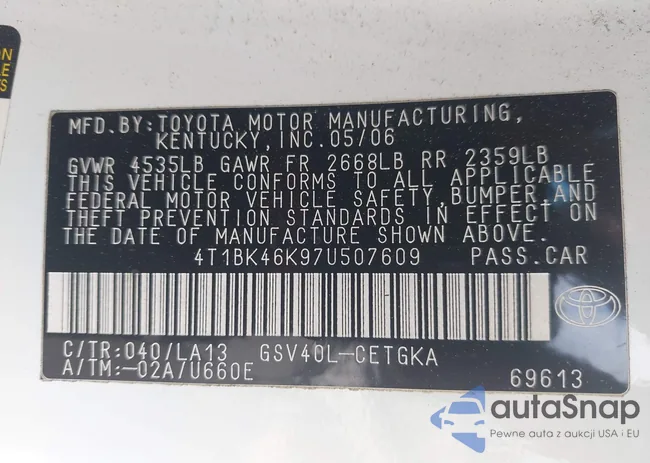 ON
LE
TS
MFD.BY:TOYOTA MOTOR MANUFACTURING,
KENTUCKY,INC.05/06
GVWR 4535LB GAWR FR 2668LB RR 2359LB
THIS VEHICLE CONFORMS TO ALL APPLICABLE
FEDERAL MOTOR VEHICLE SAFETY,BUMPER,AND
THEFT PREVENTION STANDARDS IN EFFECT ON
THE DATE OF MANUFACTURE SHOWN ABOVE.
4T1BK46K97U507609 PASS.CAR
C/TR:040/LA13 GSV40L-CETGKA
A/TM:-02A/U660E 69613
autaSnap
Pewne auta z aukcji USA i EU